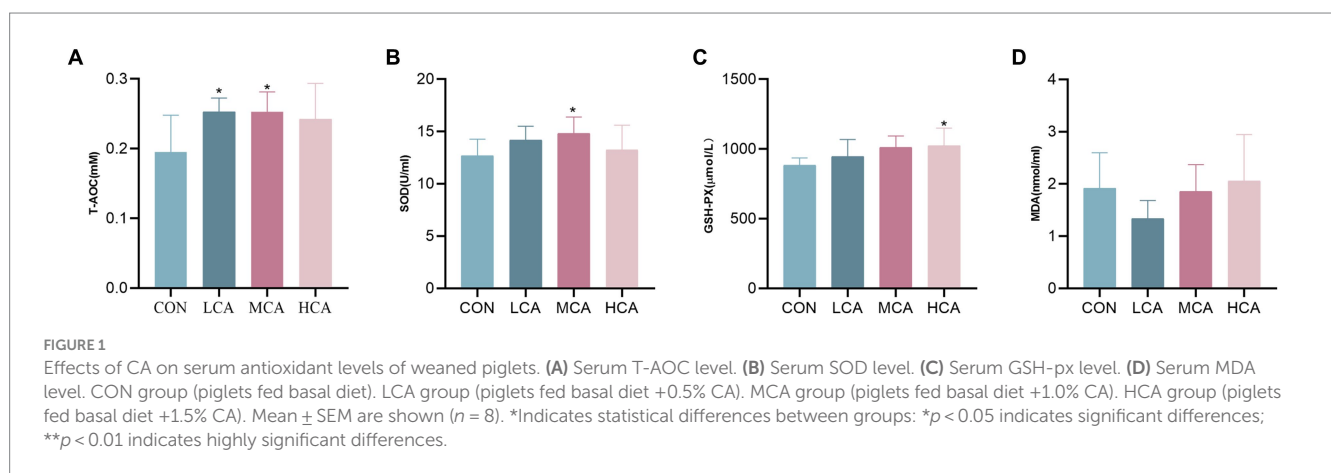 A
B
C
D
T-AOC(mM)
0.3
0.2
0.1
0.0
*
*
CON LCA MCA HCA
SOD(U/ml)
20
15
10
5
0
*
CON LCA MCA HCA
GSH-PX(μmol/L)
1500
1000
500
0
*
CON LCA MCA HCA
MDA(nmol/ml)
4
3
2
1
0
CON LCA MCA HCA
FIGURE 1
Effects of CA on serum antioxidant levels of weaned piglets. (A) Serum T-AOC level. (B) Serum SOD level. (C) Serum GSH-px level. (D) Serum MDA
level. CON group (piglets fed basal diet). LCA group (piglets fed basal diet +0.5% CA). MCA group (piglets fed basal diet +1.0% CA). HCA group (piglets
fed basal diet +1.5% CA). Mean ± SEM are shown (n = 8). *Indicates statistical differences between groups: *p < 0.05 indicates significant differences;
**p < 0.01 indicates highly significant differences.